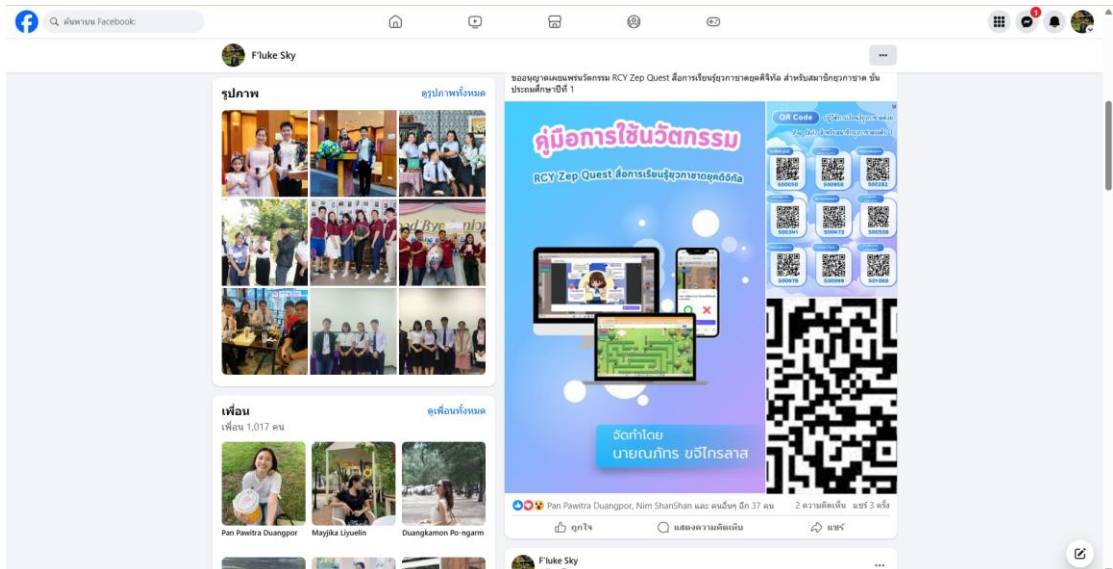 ค้นหาบน Facebook:
1
F'luke Sky
รูปภาพ
ดูรูปภาพทั้งหมด
เพื่อน
ดูเพื่อนทั้งหมด
เพื่อน 1,017 คน
Pan Pawitra Duangpor
Mayjika Liyuelin
Duangkamon Po-ngarm
ขออนุญาตเผยแพร่นวัตกรรม RCY Zep Quest สื่อการเรียนรู้ยุวกาชาดยุคดิจิทัล สำหรับสมาชิกยุวกาชาด ชั้น
ประถมศึกษาปีที่ 1
คู่มือการใช้นวัตกรรม
RCY Zep Quest สื่อการเรียนรู้ยุวกาชาดยุคดิจิทัล
จัดทำโดย
นายณภัทร ขจีไกรลาส
QR Code
500050
500858
500282
500341
500473
500508
500978
500999
501068
Pan Pawitra Duangpor, Nim ShanShan และ คนอื่นๆ อีก 37 คน
2 ความคิดเห็น แชร์ 3 ครั้ง
ถูกใจ
แสดงความคิดเห็น
แชร์
F'luke Sky